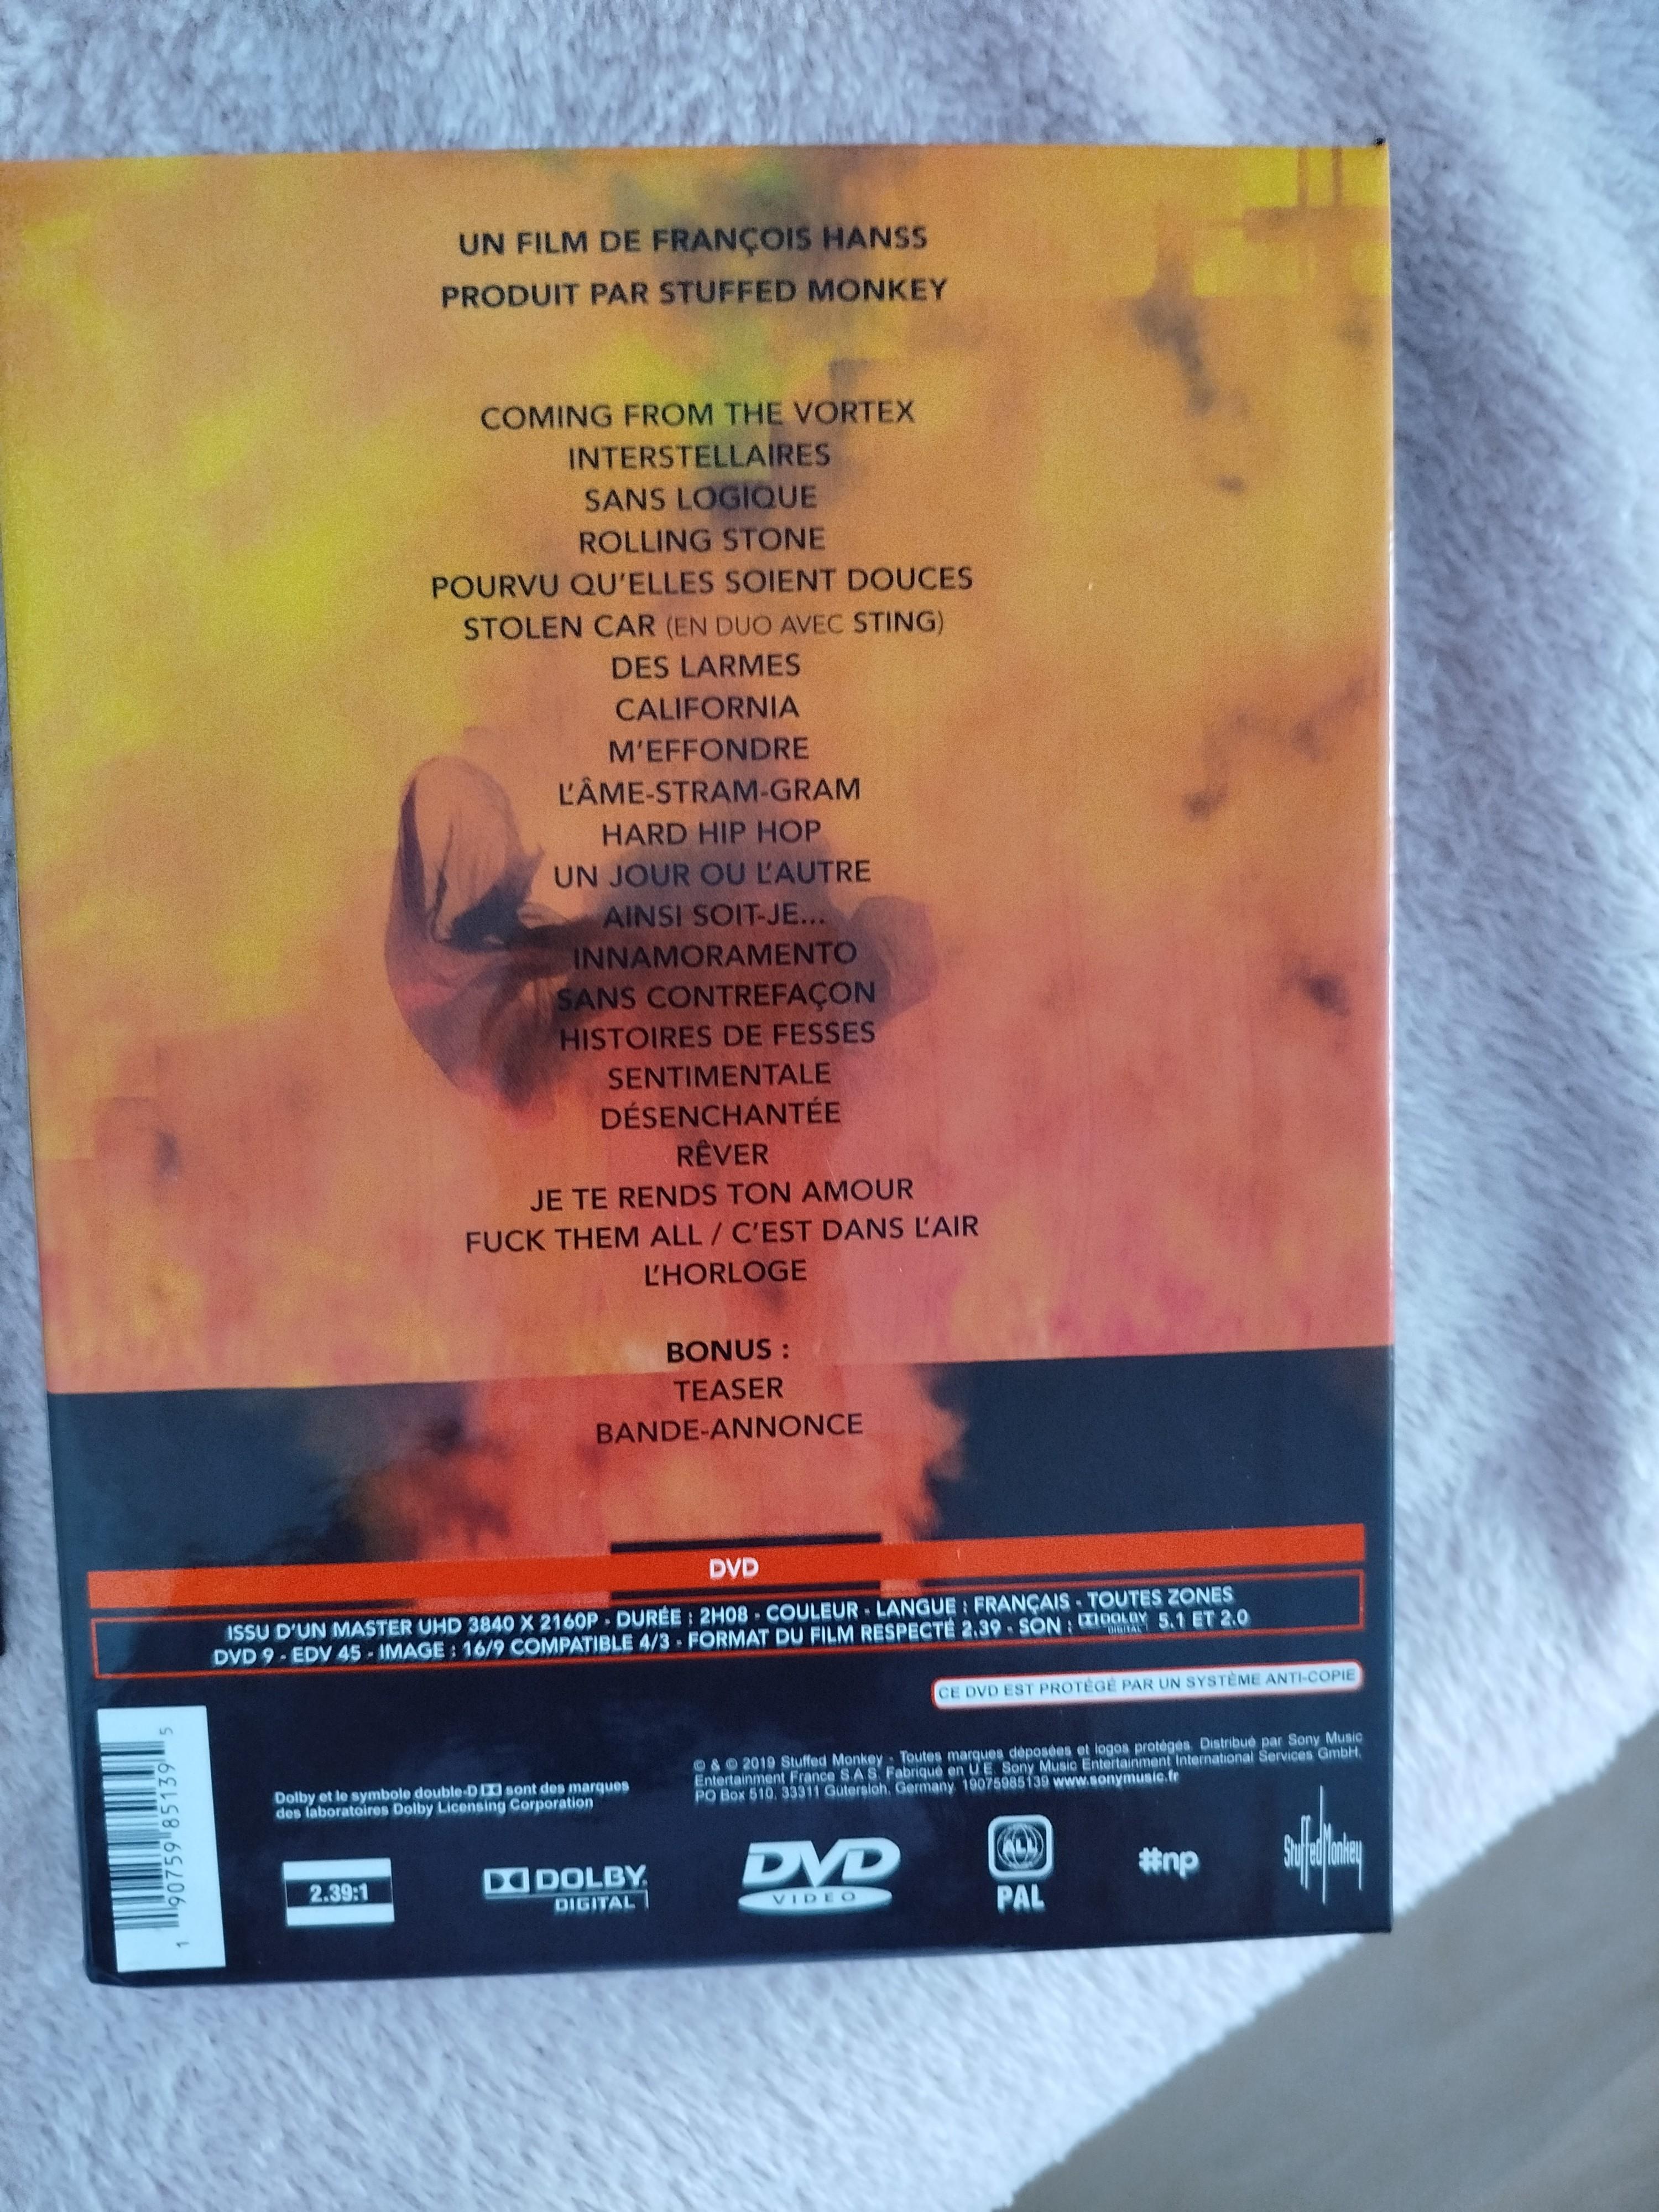 UN FILM DE FRANÇOIS HANSS
PRODUIT PAR STUFFED MONKEY
COMING FROM THE VORTEX
INTERSTELLAIRES
SANS LOGIQUE
ROLLING STONE
POURVU QU'ELLES SOIENT DOUCES
STOLEN CAR (EN DUO AVEC STING)
DES LARMES
CALIFORNIA
M'EFFONDRE
L'ÂME-STRAM-GRAM
HARD HIP HOP
UN JOUR OU L'AUTRE
AINSI SOIT-JE...
INNAMORAMENTO
SANS CONTREFAÇON
HISTOIRES DE FESSES
SENTIMENTALE
DÉSENCHANTÉE
RÊVER
JE TE RENDS TON AMOUR
FUCK THEM ALL / C'EST DANS L'AIR
L'HORLOGE
BONUS :
TEASER
BANDE-ANNONCE
DVD
ISSU D'UN MASTER UHD 3840 X 2160P - DURÉE : 2H08 - COULEUR - LANGUE : FRANÇAIS - TOUTES ZONES
DVD 9 - EDV 45 - IMAGE : 16/9 COMPATIBLE 4/3 - FORMAT DU FILM RESPECTÉ 2.39 - SON : DOLBY DIGITAL 5.1 ET 2.0
CE DVD EST PROTÉGÉ PAR UN SYSTÈME ANTI-COPIE
1 90759 85139 5
Dolby et le symbole double-D sont des marques
des laboratoires Dolby Licensing Corporation
℗ & © 2019 Stuffed Monkey - Toutes marques déposées et logos protégés. Distribué par Sony Music
Entertainment France S.A.S. Fabriqué en U.E. Sony Music Entertainment International Services GmbH,
PO Box 510, 33311 Gütersloh, Germany. 19075985139 www.sonymusic.fr
2.39:1
DOLBY
DIGITAL
DVD
VIDEO
ALL
PAL
#np
Stuffed Monkey